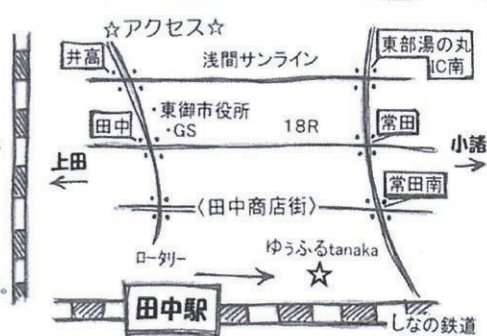 ☆アクセス☆
井高
浅間サンライン
東部湯の丸
IC南
東御市役所
田中
・GS
18R
常田
小諸
上田
常田南
〈田中商店街〉
ロータリー
ゆぅふるtanaka
☆
田中駅
しなの鉄道